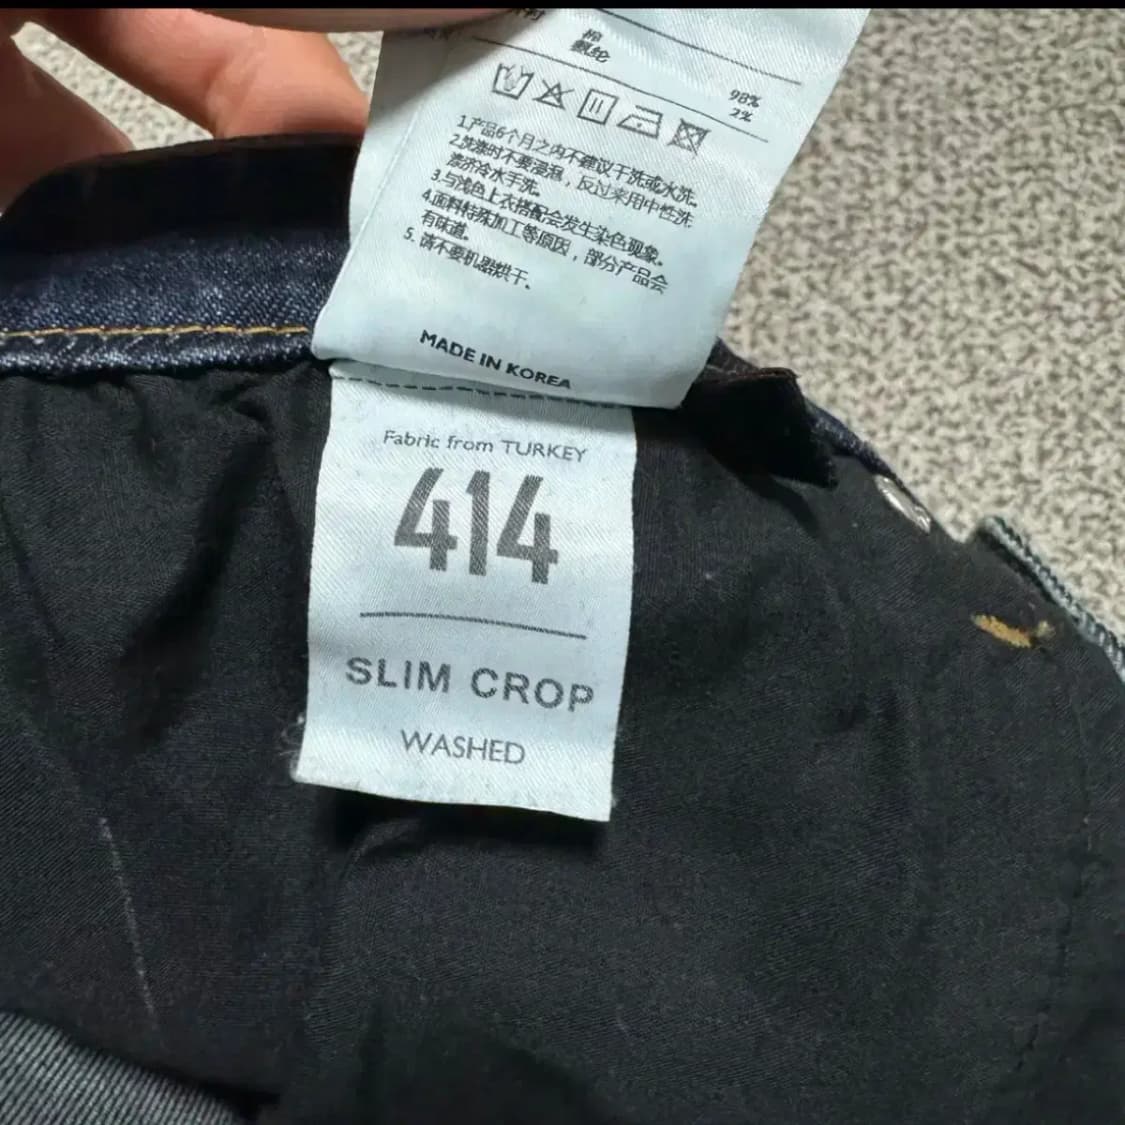 棉
氨纶
98%
2%
1.产品6个月之内不建议干洗或水洗。
2.洗涤时不要浸泡，反过来用中性洗
涤济冷水手洗。
3.与浅色上衣搭配会发生染色现象。
4.面料特殊加工等原因，部分产品会
有味道。
5. 请不要机器烘干。
MADE IN KOREA
Fabric from TURKEY
414
SLIM CROP
WASHED